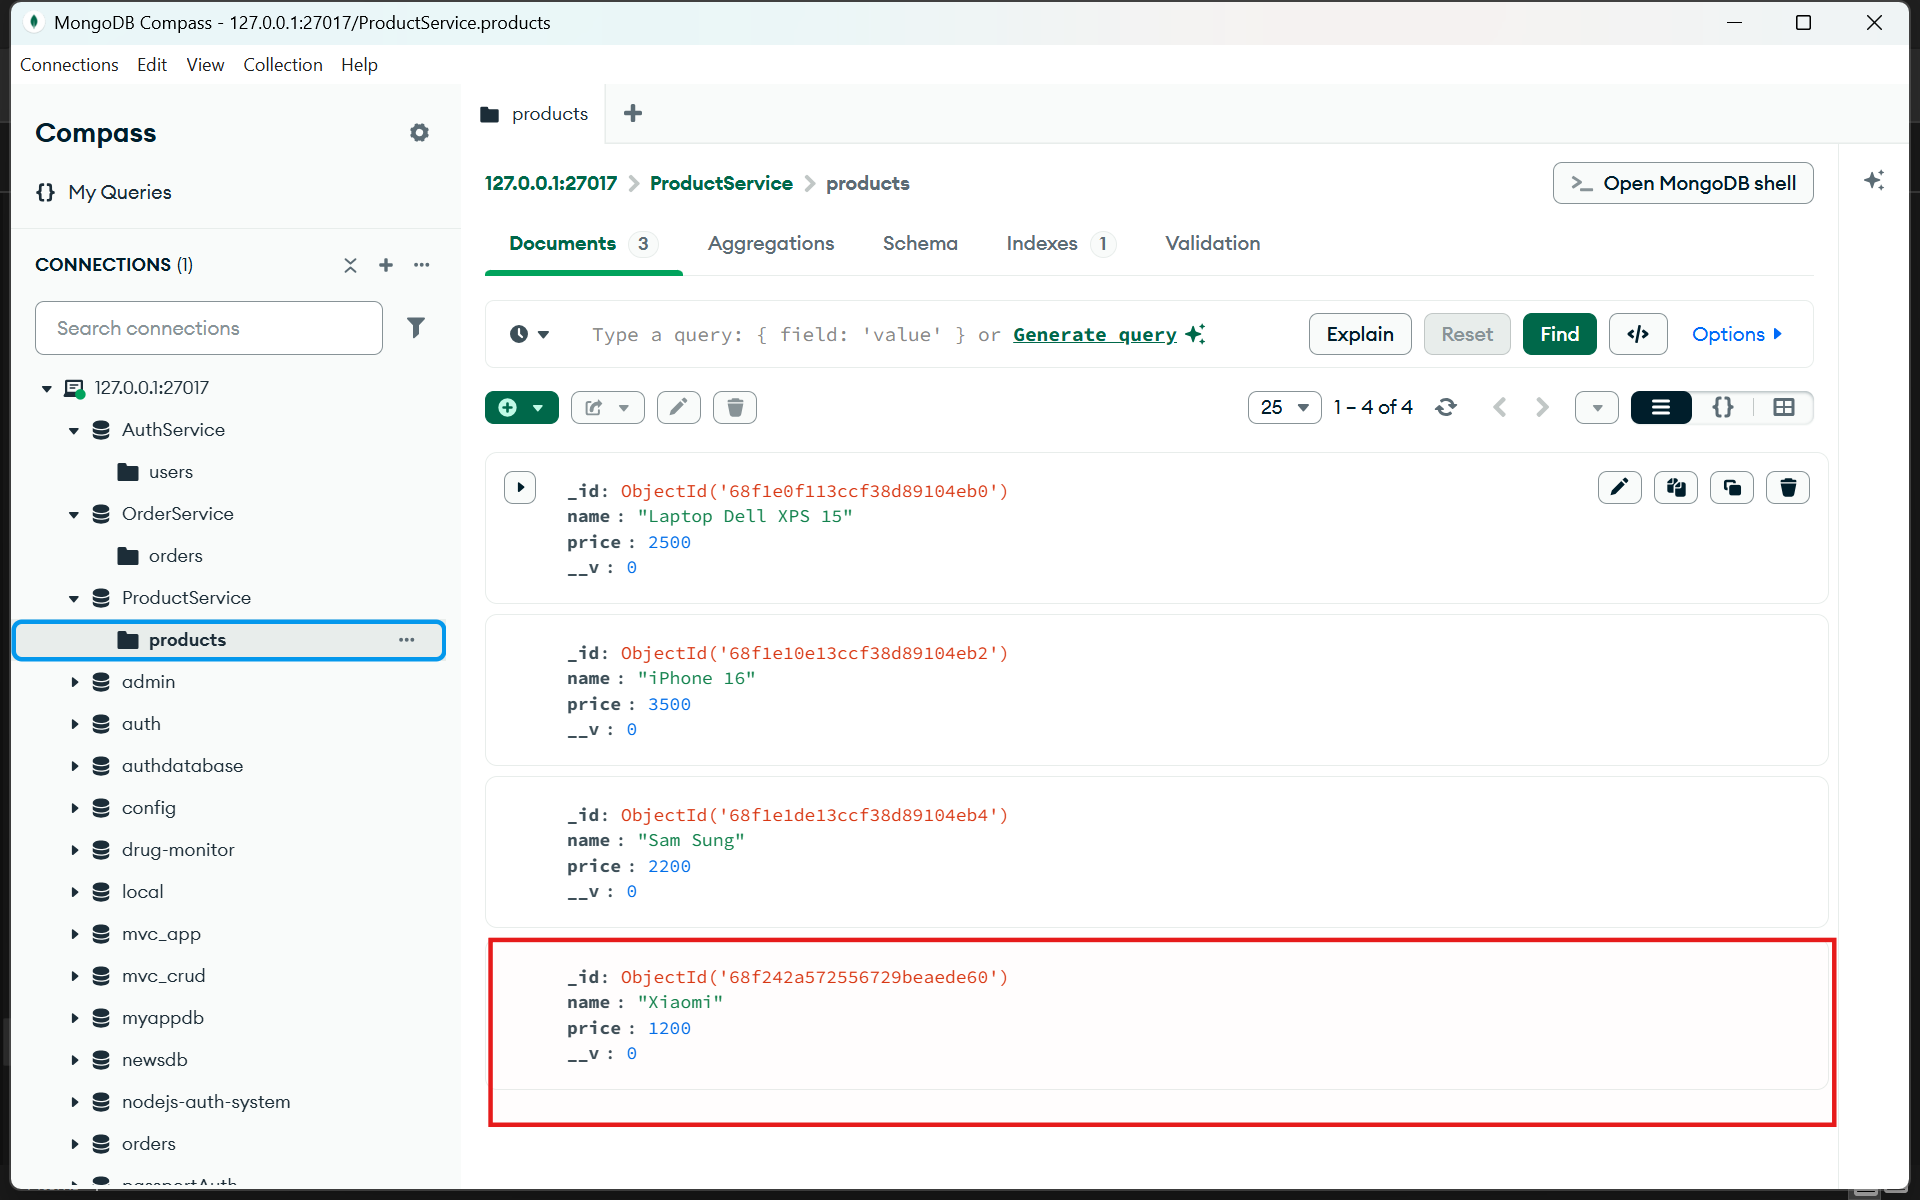 MongoDB Compass - 127.0.0.1:27017/ProductService.products
Connections Edit View Collection Help
Compass
My Queries
CONNECTIONS (1)
Search connections
127.0.0.1:27017
AuthService
users
OrderService
orders
ProductService
products
admin
auth
authdatabase
config
drug-monitor
local
mvc_app
mvc_crud
myappdb
newsdb
nodejs-auth-system
orders
passportAuth
products
127.0.0.1:27017 > ProductService > products
>_ Open MongoDB shell
Documents 3 Aggregations Schema Indexes 1 Validation
Type a query: { field: 'value' } or Generate query
Explain Reset Find </> Options
25 1 – 4 of 4 {}
_id: ObjectId('68f1e0f113ccf38d89104eb0')
name : "Laptop Dell XPS 15"
price : 2500
__v : 0
_id: ObjectId('68f1e10e13ccf38d89104eb2')
name : "iPhone 16"
price : 3500
__v : 0
_id: ObjectId('68f1e1de13ccf38d89104eb4')
name : "Sam Sung"
price : 2200
__v : 0
_id: ObjectId('68f242a572556729beaede60')
name : "Xiaomi"
price : 1200
__v : 0